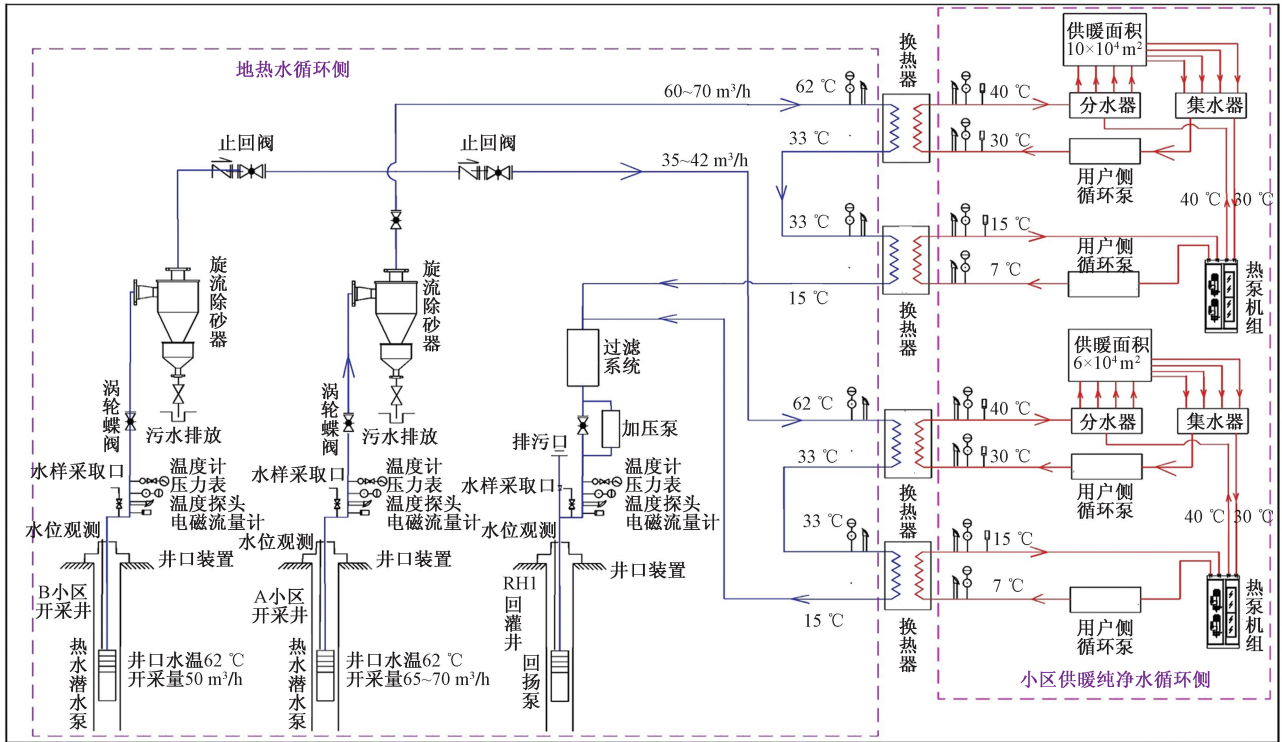 地热水循环侧
60~70 m³/h
62 ℃
换热器
40 ℃
供暖面积
10×10⁴m²
分水器
集水器
止回阀
止回阀
35~42 m³/h
33 ℃
30 ℃
用户侧
循环泵
40 ℃
30 ℃
33 ℃
15 ℃
用户侧
循环泵
7 ℃
15 ℃
换热器
热泵机组
旋流除砂器
旋流除砂器
过滤
系统
供暖面积
6×10⁴m²
涡轮蝶阀
污水排放
涡轮蝶阀
污水排放
排污口
加压泵
62 ℃
换热器
40 ℃
分水器
集水器
33 ℃
30 ℃
用户侧
循环泵
水样采取口
温度计
压力表
温度探头
电磁流量计
水样采取口
温度计
压力表
温度探头
电磁流量计
水样采取口
温度计
压力表
温度探头
电磁流量计
40 ℃
30 ℃
33 ℃
15 ℃
水位观测
井口装置
水位观测
井口装置
水位观测
井口装置
7 ℃
15 ℃
用户侧
循环泵
换热器
热泵机组
B小区
开采井
A小区
开采井
RH1
回灌井
热水潜水泵
井口水温62 ℃
开采量50 m³/h
热水潜水泵
井口水温62 ℃
开采量65~70 m³/h
回扬泵
小区供暖纯净水循环侧